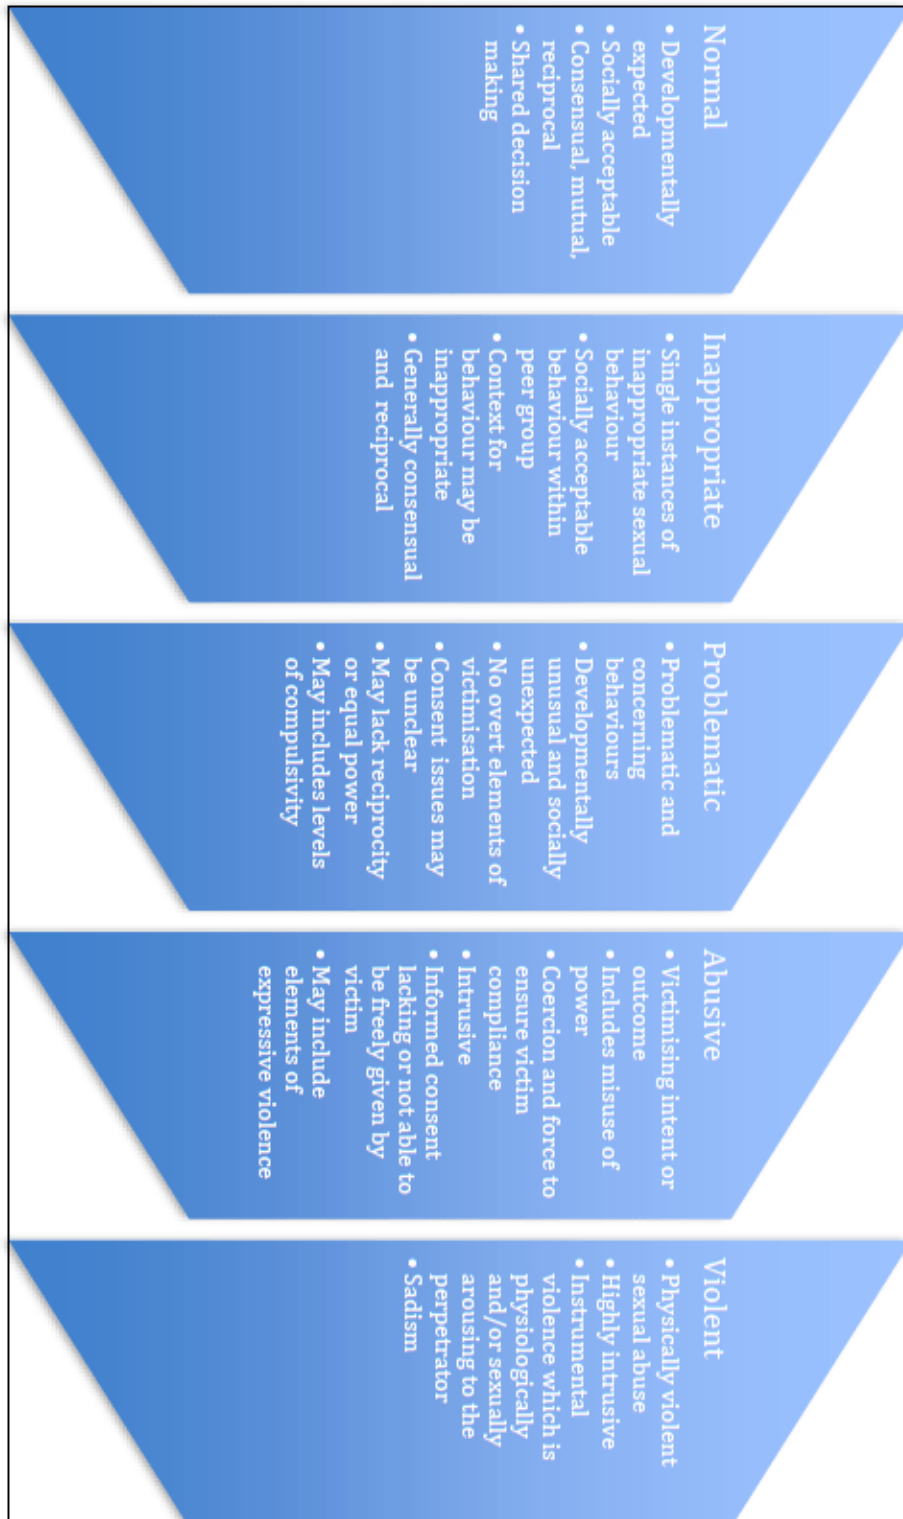 Normal
• Developmentally
expected
• Socially acceptable
• Consensual, mutual,
reciprocal
• Shared decision
making
Inappropriate
• Single instances of
inappropriate sexual
behaviour
• Socially acceptable
behaviour within
peer group
• Context for
behaviour may be
inappropriate
• Generally consensual
and reciprocal
Problematic
• Problematic and
concerning
behaviours
• Developmentally
unusual and socially
unexpected
• No overt elements of
victimisation
• Consent issues may
be unclear
• May lack reciprocity
or equal power
• May includes levels
of compulsivity
Abusive
• Victimising intent or
outcome
• Includes misuse of
power
• Coercion and force to
ensure victim
compliance
• Intrusive
• Informed consent
lacking or not able to
be freely given by
victim
• May include
elements of
expressive violence
Violent
• Physically violent
sexual abuse
• Highly intrusive
• Instrumental
violence which is
physiologically
and/or sexually
arousing to the
perpetrator
• Sadism